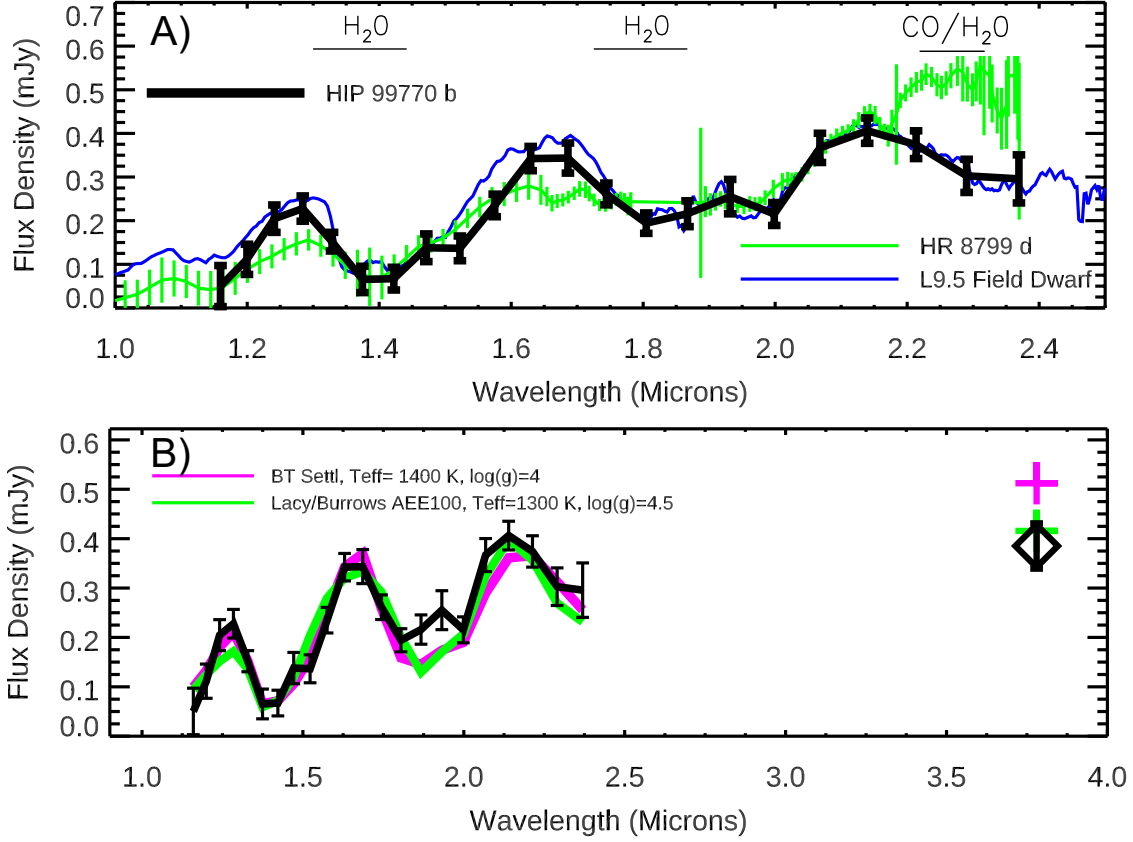 A)
H₂O
H₂O
CO/H₂O
HIP 99770 b
HR 8799 d
L9.5 Field Dwarf
Flux Density (mJy)
0.7
0.6
0.5
0.4
0.3
0.2
0.1
0.0
1.0 1.2 1.4 1.6 1.8 2.0 2.2 2.4
Wavelength (Microns)
B)
BT Settl, Teff= 1400 K, log(g)=4
Lacy/Burrows AEE100, Teff=1300 K, log(g)=4.5
Flux Density (mJy)
0.6
0.5
0.4
0.3
0.2
0.1
0.0
1.0 1.5 2.0 2.5 3.0 3.5 4.0
Wavelength (Microns)